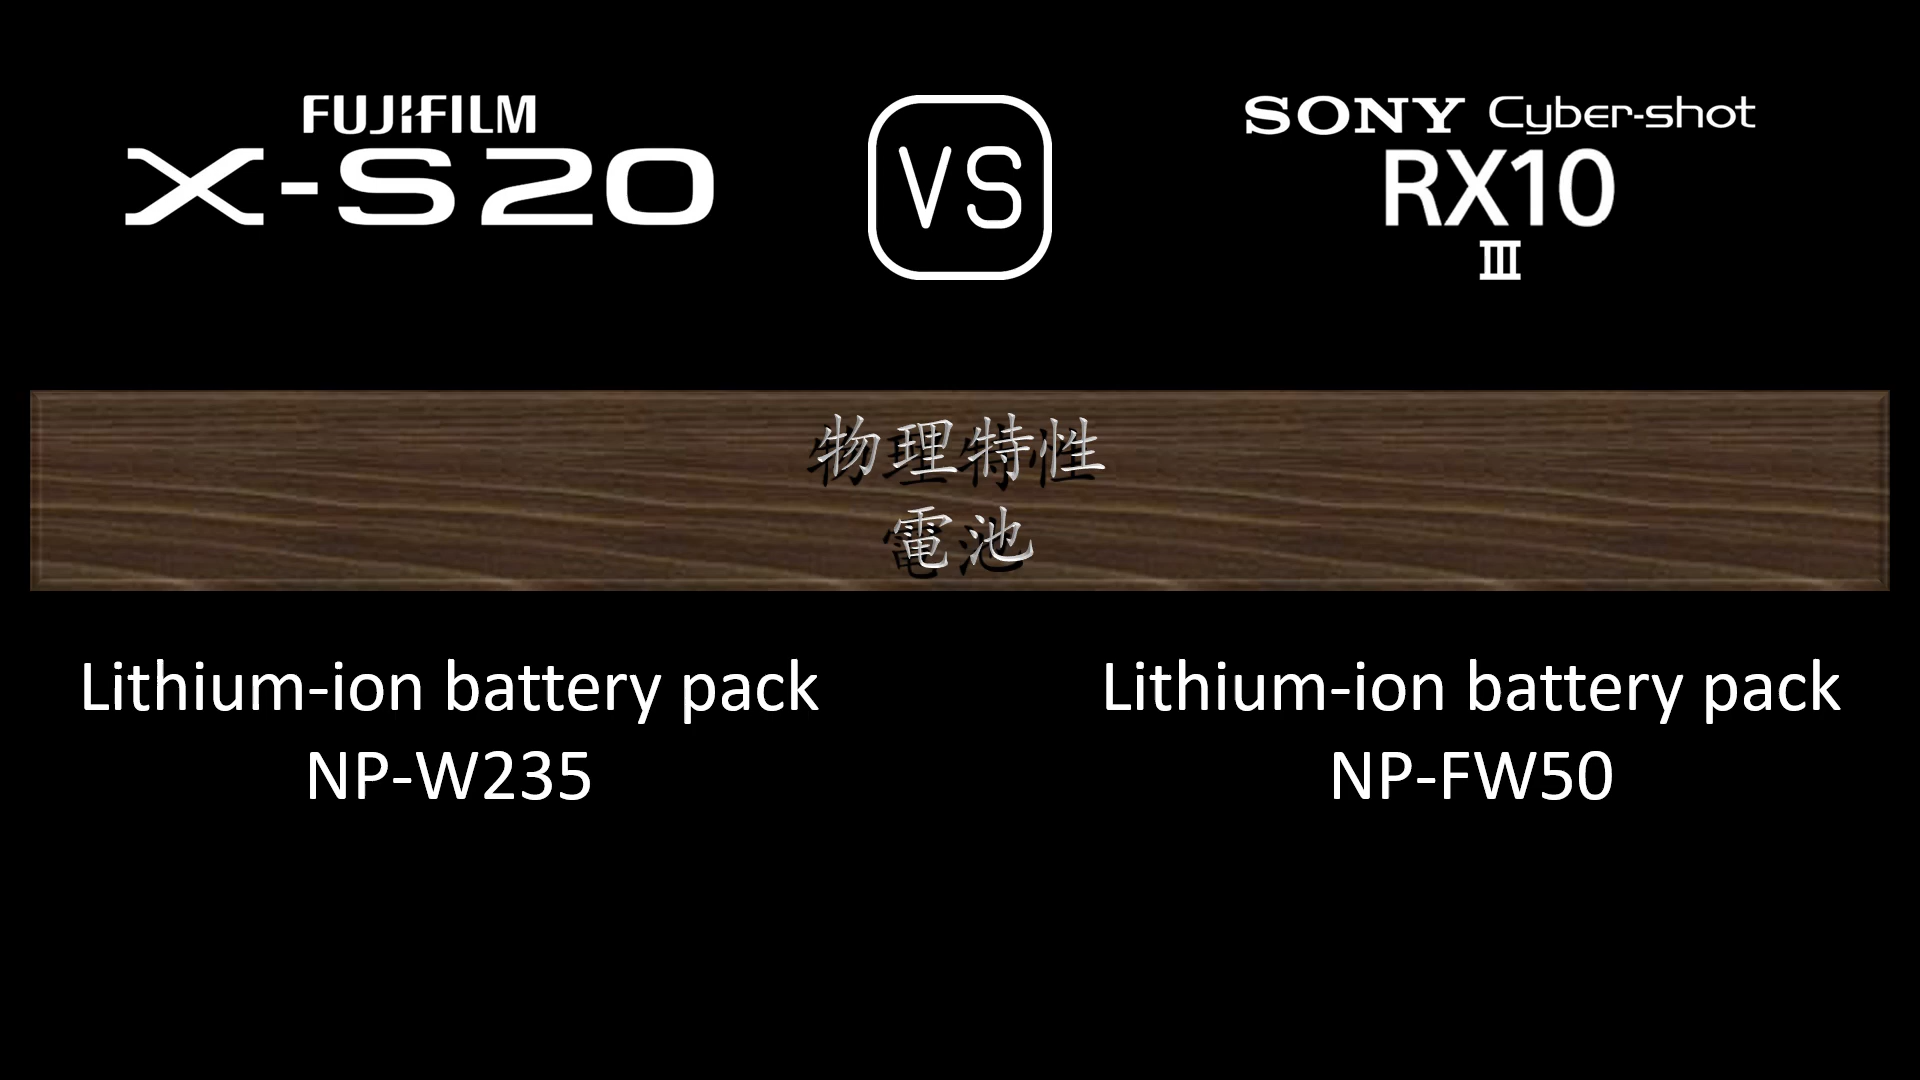 FUJIFILM
X-S20
VS
SONY Cyber-shot
RX10
III
物理特性
電池
Lithium-ion battery pack
NP-W235
Lithium-ion battery pack
NP-FW50